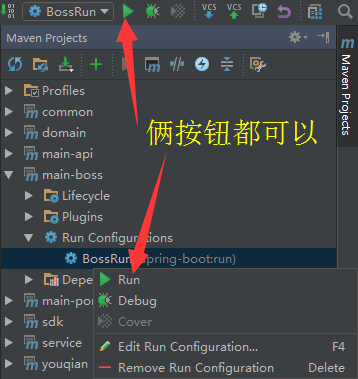 BossRun
VCS
VCS
Maven Projects
Maven Projects
Profiles
common
domain
main-api
俩按钮都可以
main-boss
Lifecycle
Plugins
Run Configurations
BossRun
pring-boot:run)
Depe
Run
Debug
main-por
Cover
sdk
service
Edit Run Configuration...
F4
youqian
Remove Run Configuration
Delete